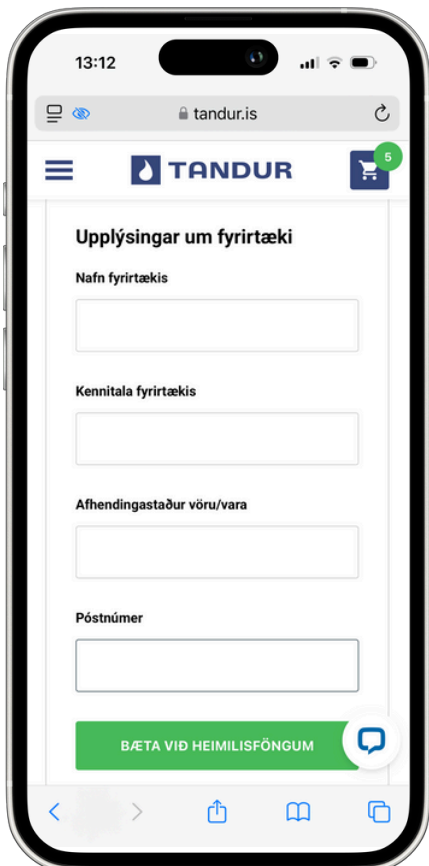 13:12
tandur.is
TANDUR
5
Upplýsingar um fyrirtæki
Nafn fyrirtækis
Kennitala fyrirtækis
Afhendingastaður vöru/vara
Póstnúmer
BÆTA VIÐ HEIMILISFÖNGUM